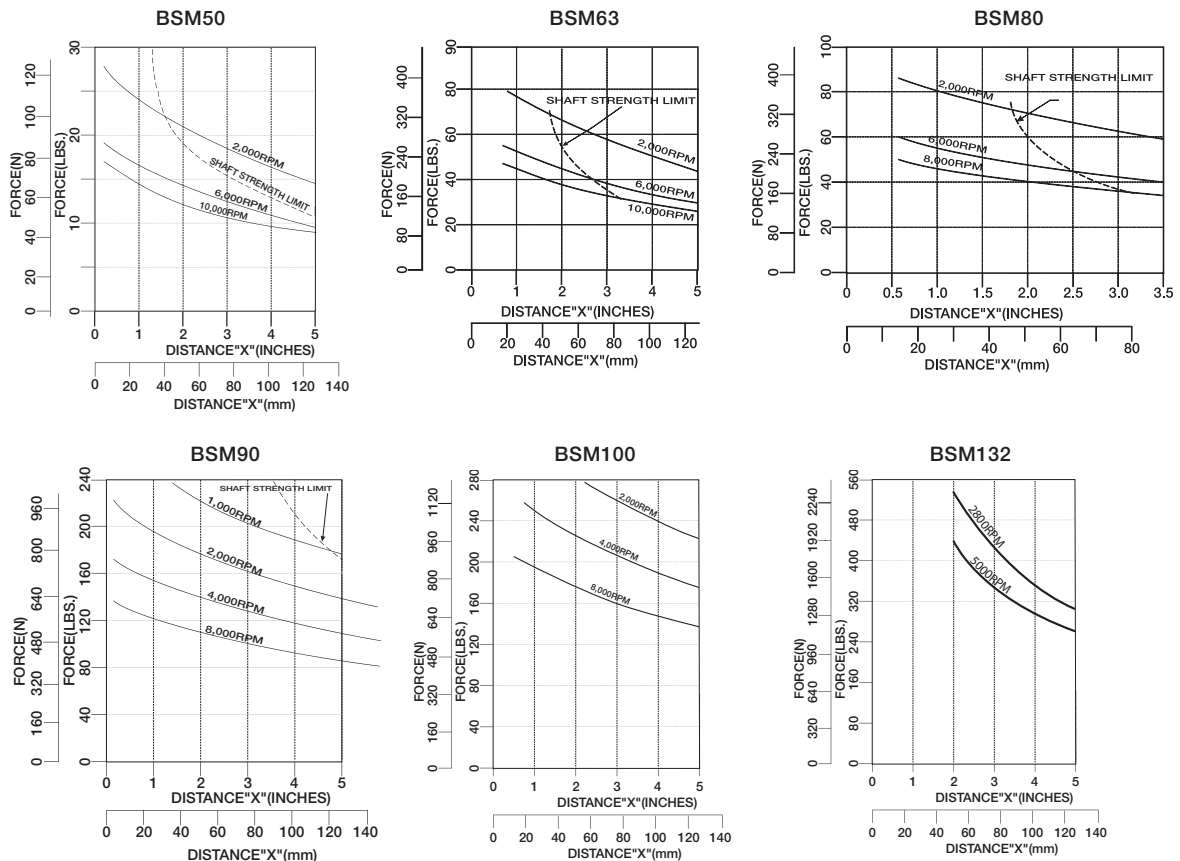 BSM50
FORCE(N)
120
100
80
60
40
20
0
FORCE(LBS.)
30
20
10
0
2,000RPM
SHAFT STRENGTH LIMIT
6,000RPM
10,000RPM
0 1 2 3 4 5
DISTANCE"X"(INCHES)
0 20 40 60 80 100 120 140
DISTANCE"X"(mm)
BSM63
FORCE(N)
400
320
240
160
80
0
FORCE(LBS.)
90
80
60
40
20
0
SHAFT STRENGTH LIMIT
2,000RPM
6,000RPM
10,000RPM
0 1 2 3 4 5
DISTANCE"X"(INCHES)
0 20 40 60 80 100 120
DISTANCE"X"(mm)
BSM80
FORCE(N)
400
320
240
160
80
0
FORCE(LBS.)
100
80
60
40
20
0
SHAFT STRENGTH LIMIT
2,000RPM
6,000RPM
8,000RPM
0 0.5 1.0 1.5 2.0 2.5 3.0 3.5
DISTANCE"X"(INCHES)
0 20 40 60 80
DISTANCE"X"(mm)
BSM90
FORCE(N)
960
800
640
480
320
160
0
FORCE(LBS.)
240
200
160
120
80
40
0
SHAFT STRENGTH LIMIT
1,000RPM
2,000RPM
4,000RPM
8,000RPM
0 1 2 3 4 5
DISTANCE"X"(INCHES)
0 20 40 60 80 100 120 140
DISTANCE"X"(mm)
BSM100
FORCE(N)
1120
960
800
640
480
320
160
0
FORCE(LBS.)
280
240
200
160
120
80
40
0
2,000RPM
4,000RPM
8,000RPM
0 1 2 3 4 5
DISTANCE"X"(INCHES)
0 20 40 60 80 100 120 140
DISTANCE"X"(mm)
BSM132
FORCE(N)
2240
1920
1600
1280
960
640
320
0
FORCE(LBS.)
560
480
400
320
240
160
80
0
2800RPM
5000RPM
0 2 3 4 5
DISTANCE"X"(INCHES)
0 20 40 60 80 100 120 140
DISTANCE"X"(mm)